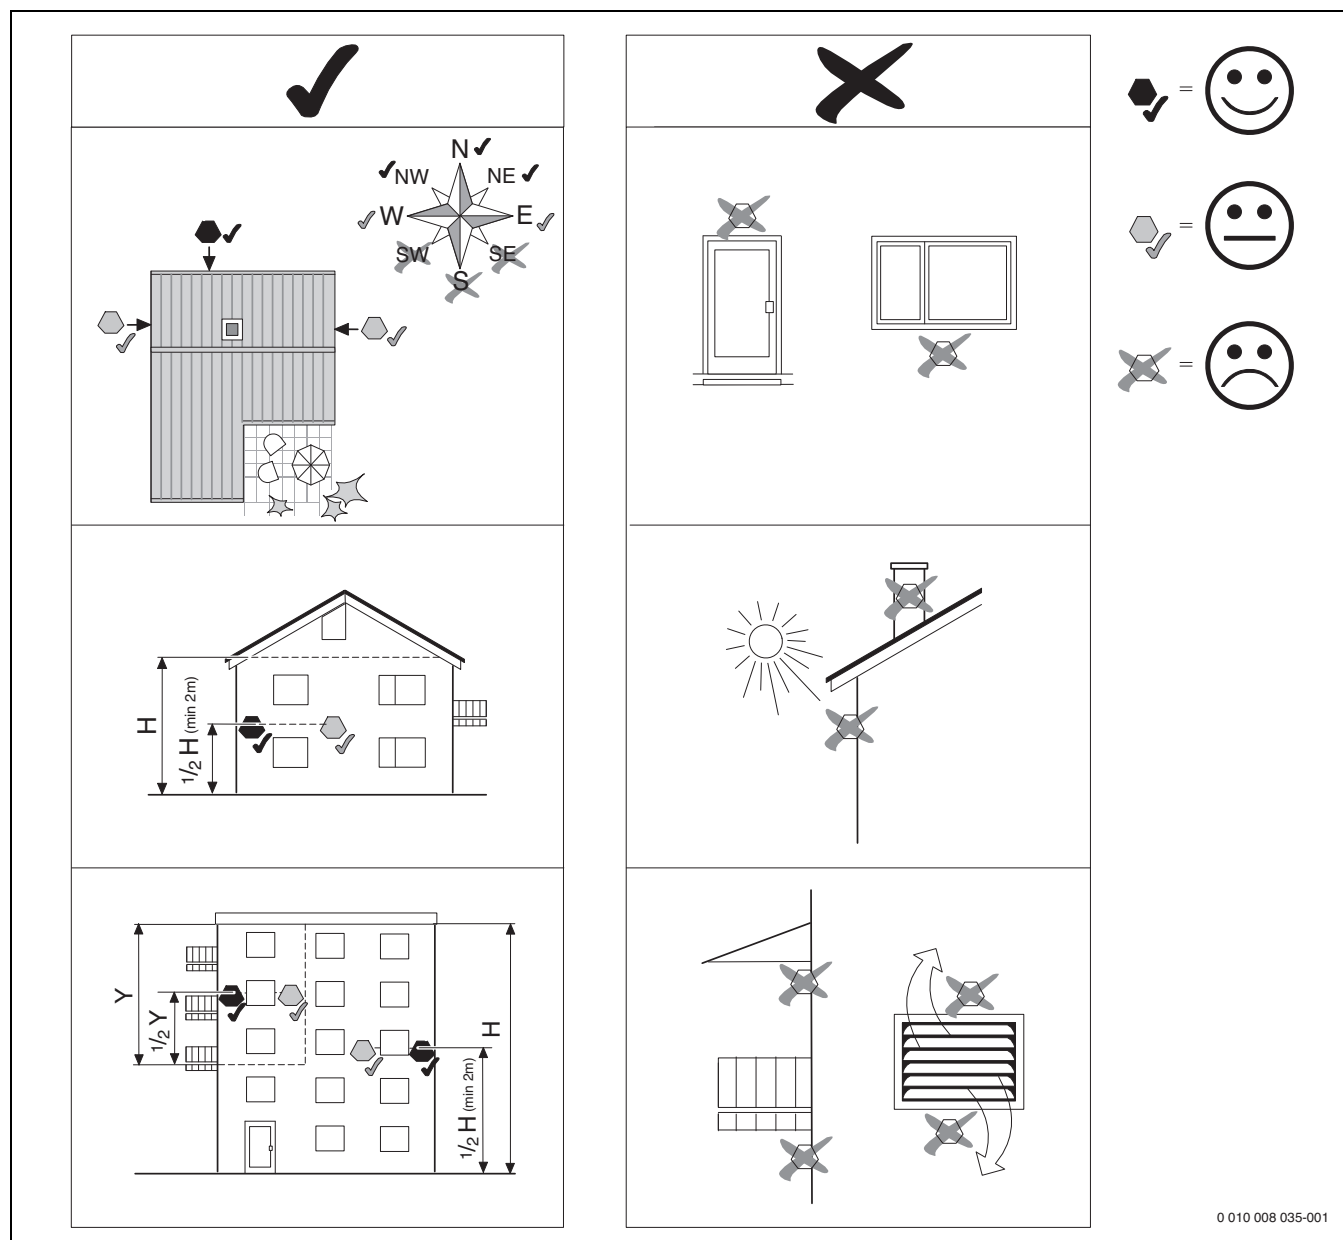 N
NW
NE
W
E
SW
SE
S
=
=
=
H
1/2 H (min 2m)
Y
1/2 Y
H
1/2 H (min 2m)
0 010 008 035-001